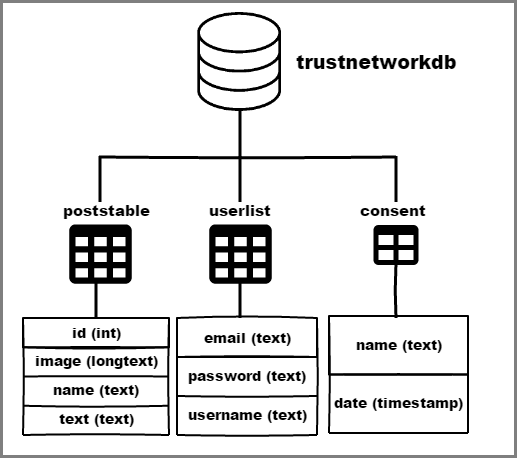 trustnetworkdb
poststable
userlist
consent
id (int)
image (longtext)
name (text)
text (text)
email (text)
password (text)
username (text)
name (text)
date (timestamp)